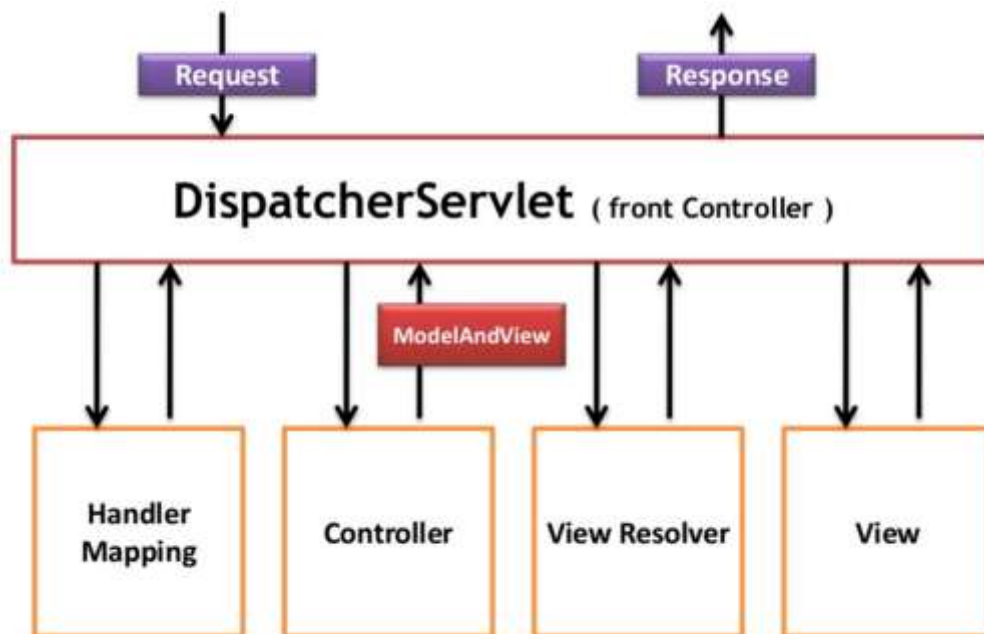 Request
Response
DispatcherServlet ( front Controller )
ModelAndView
Handler
Mapping
Controller
View Resolver
View